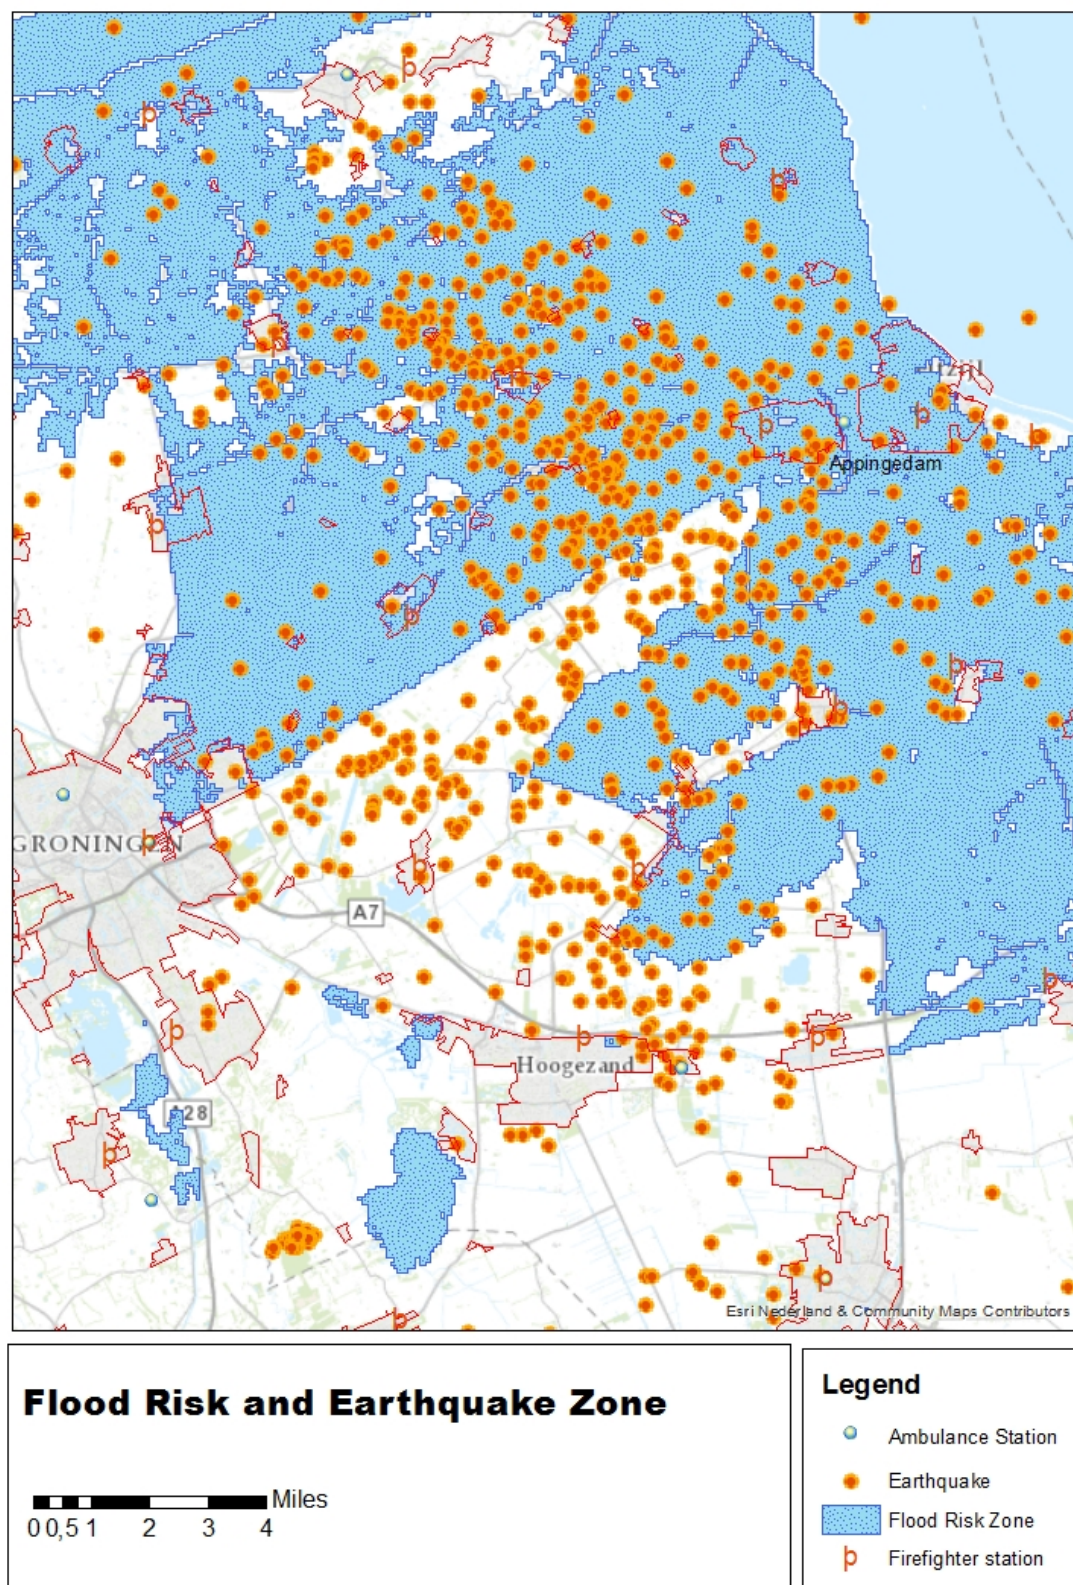 Appingedam
GRONINGEN
A7
Hoogezand
Esri Nederland & Community Maps Contributors
Flood Risk and Earthquake Zone
Miles
0 0,5 1 2 3 4
Legend
Ambulance Station
Earthquake
Flood Risk Zone
Firefighter station